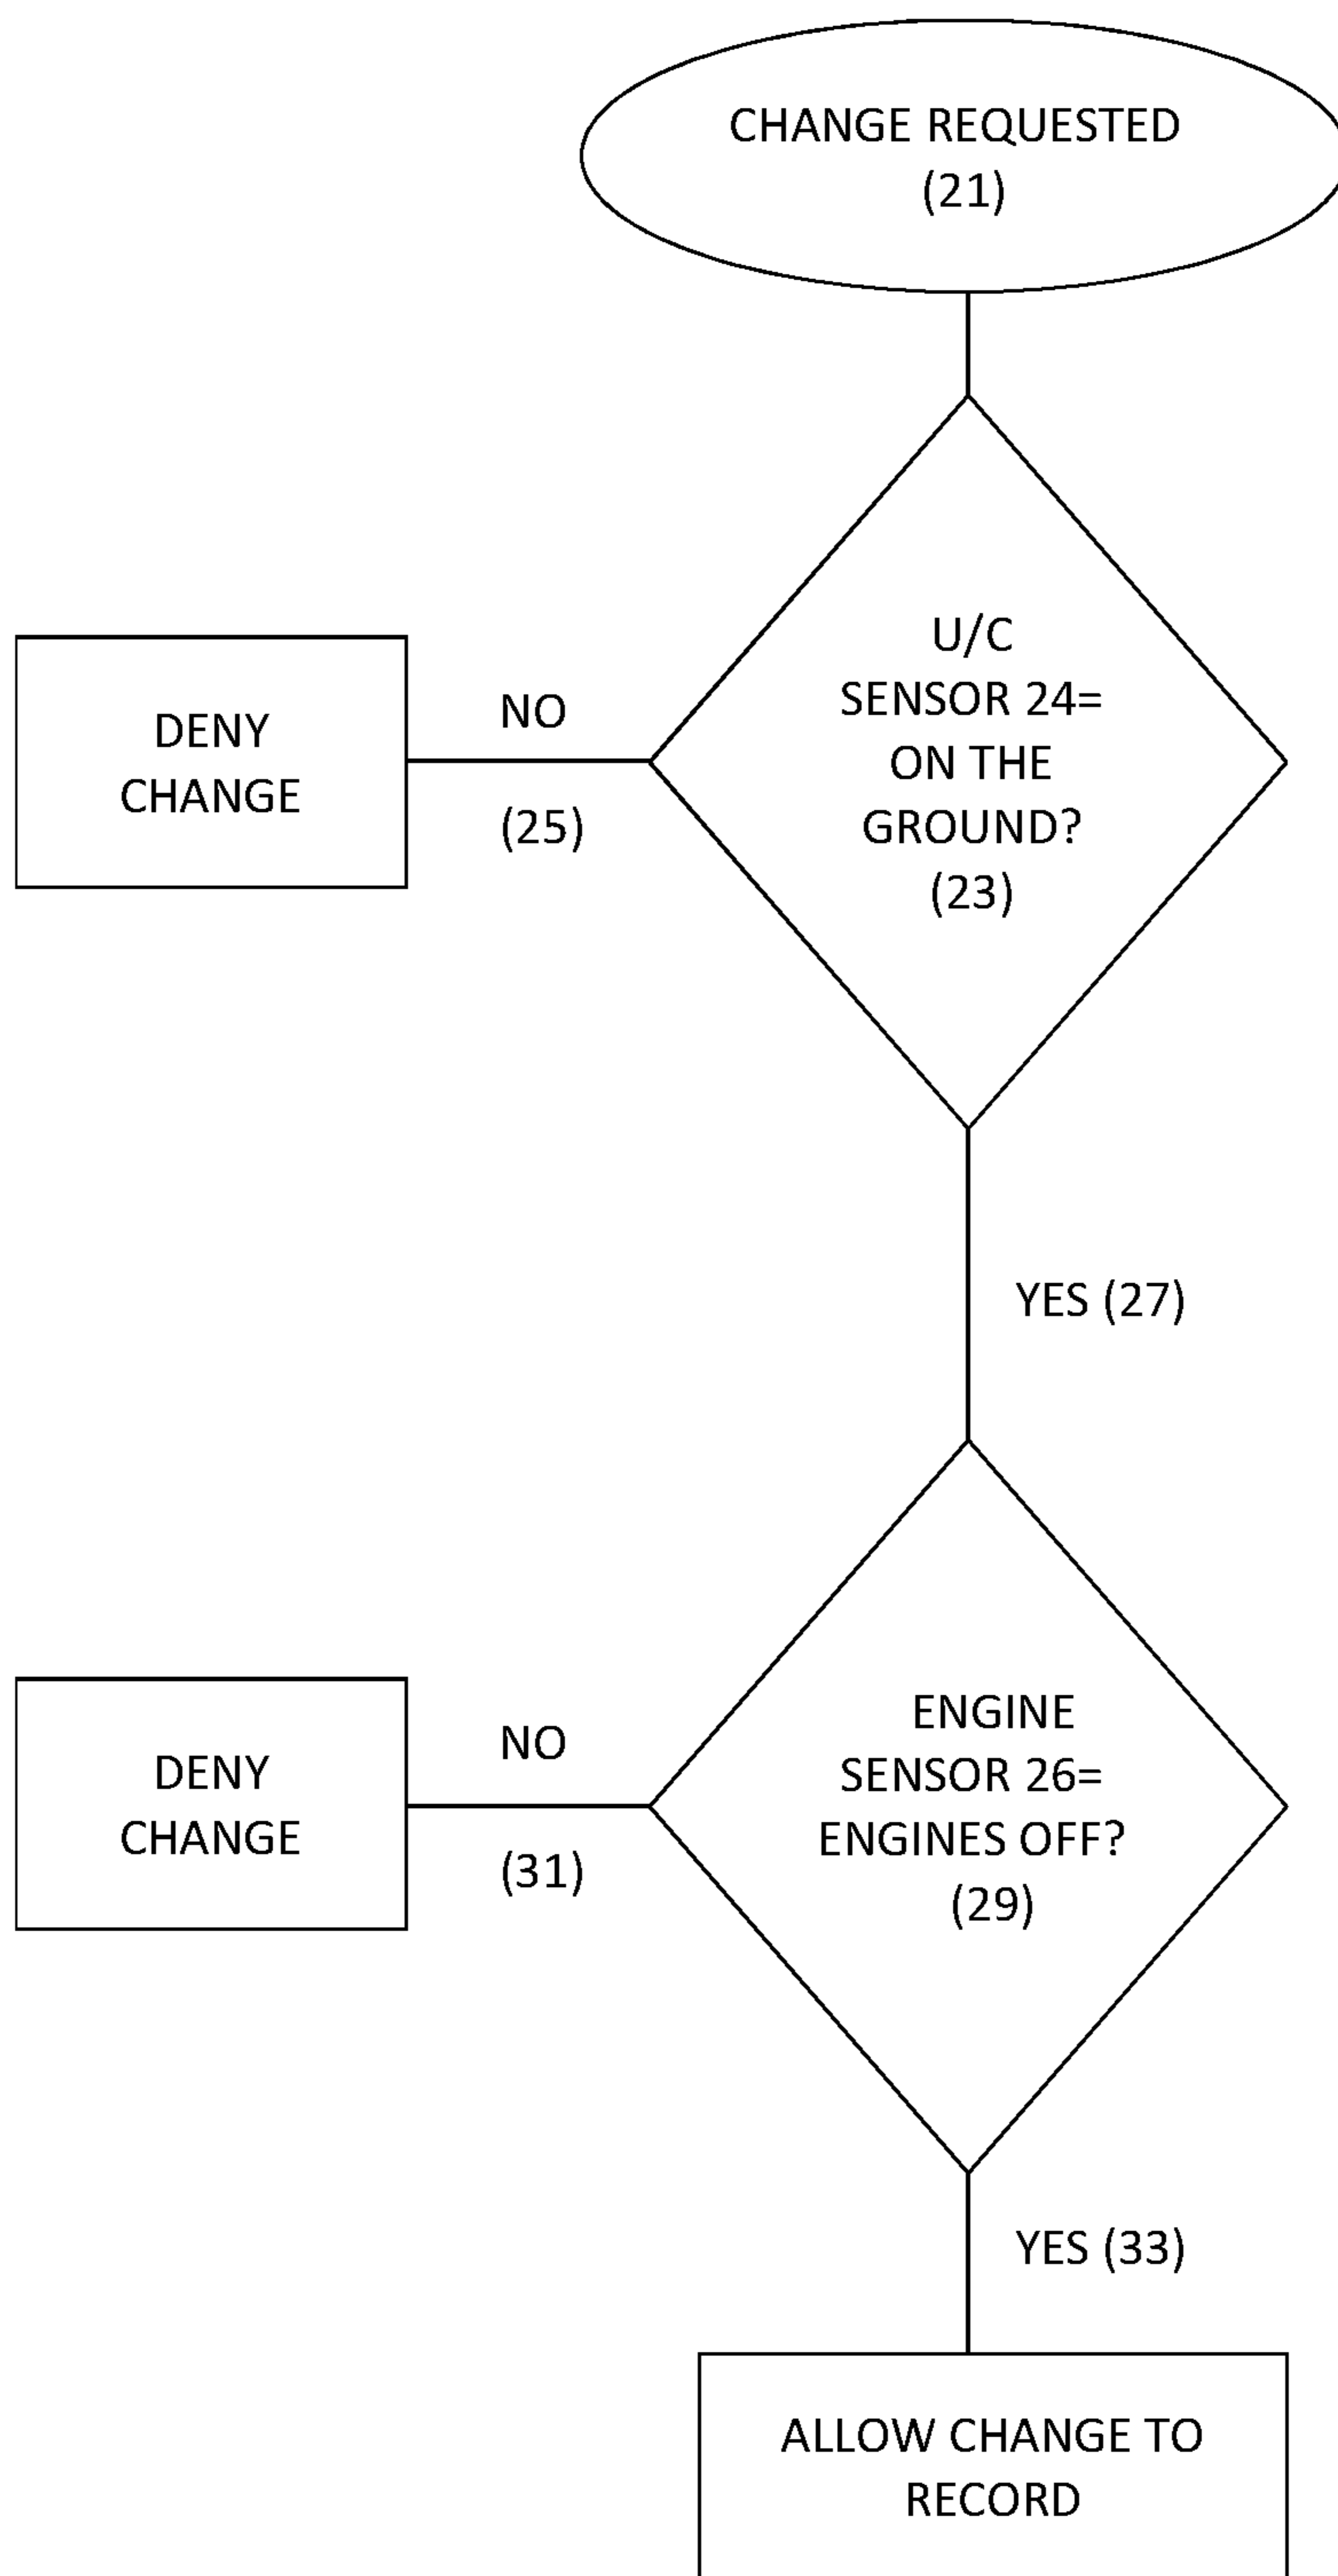 CHANGE REQUESTED
(21)
U/C
SENSOR 24=
ON THE
GROUND?
(23)
NO
(25)
DENY
CHANGE
YES (27)
ENGINE
SENSOR 26=
ENGINES OFF?
(29)
NO
(31)
DENY
CHANGE
YES (33)
ALLOW CHANGE TO
RECORD